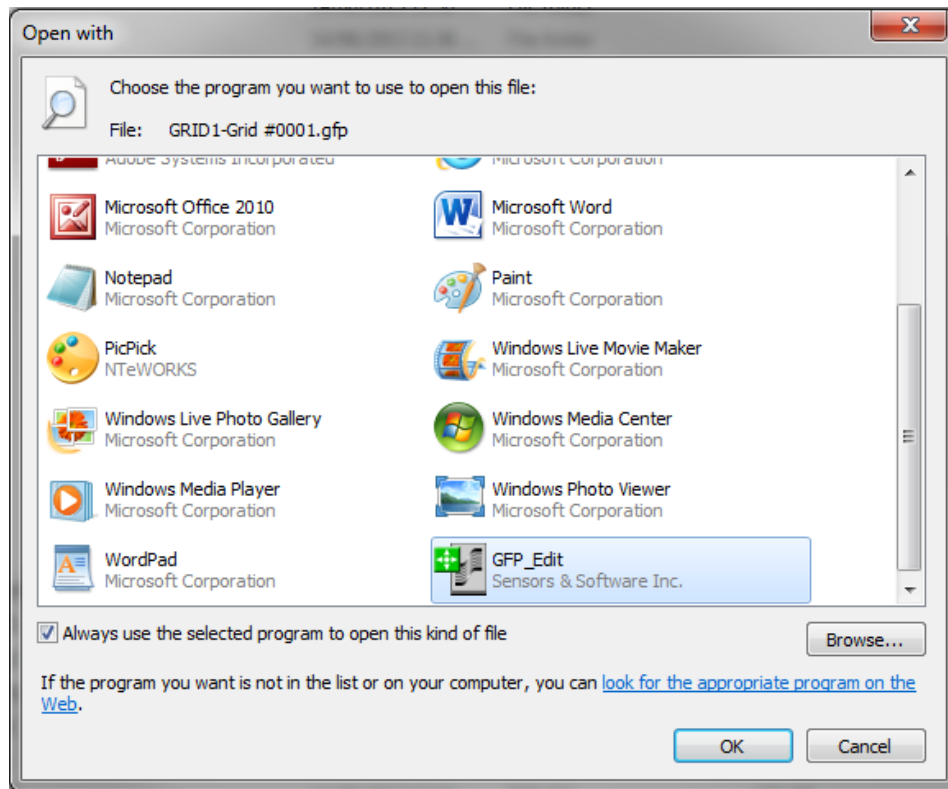 Open with
Choose the program you want to use to open this file:
File: GRID1-Grid #0001.gfp
Adobe Systems Incorporated
Microsoft Corporation
Microsoft Office 2010
Microsoft Corporation
Microsoft Word
Microsoft Corporation
Notepad
Microsoft Corporation
Paint
Microsoft Corporation
PicPick
NTeWORKS
Windows Live Movie Maker
Microsoft Corporation
Windows Live Photo Gallery
Microsoft Corporation
Windows Media Center
Microsoft Corporation
Windows Media Player
Microsoft Corporation
Windows Photo Viewer
Microsoft Corporation
WordPad
Microsoft Corporation
GFP_Edit
Sensors & Software Inc.
Always use the selected program to open this kind of file
Browse...
If the program you want is not in the list or on your computer, you can look for the appropriate program on the
Web.
OK
Cancel